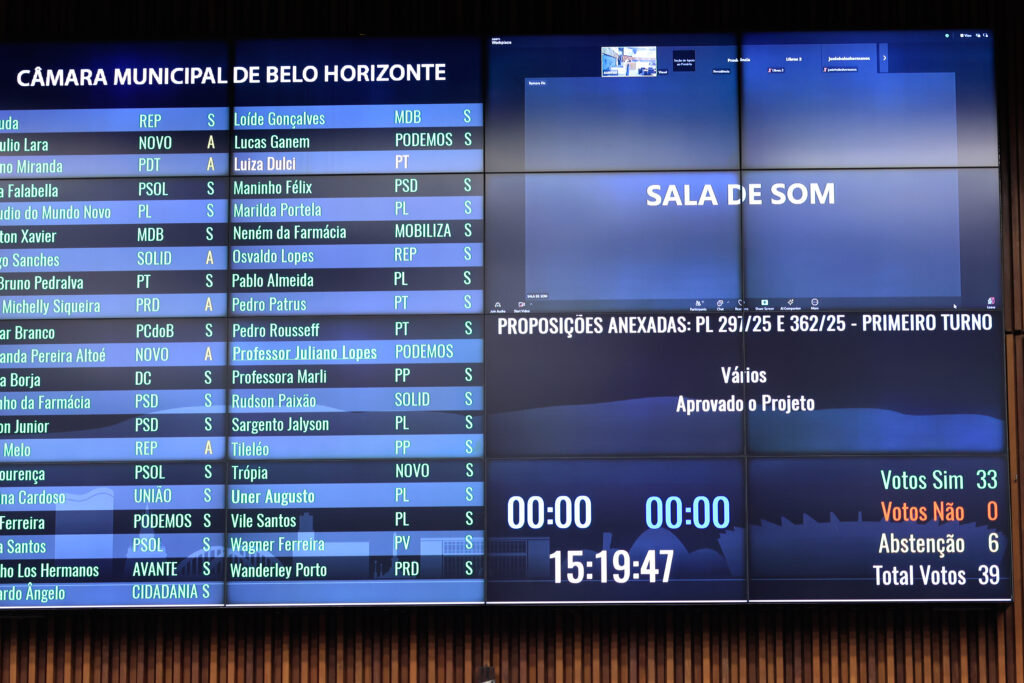 CÂMARA MUNICIPAL DE BELO HORIZONTE
uda REP S
ulio Lara NOVO A
no Miranda PDT A
a Falabella PSOL S
udio do Mundo Novo PL S
ton Xavier MDB S
go Sanches SOLID A
Bruno Pedralva PT S
Michelly Siqueira PRD A
ar Branco PCdoB S
anda Pereira Altoé NOVO A
a Borja DC S
nho da Farmácia PSD S
on Junior PSD S
Melo REP A
ourença PSOL S
na Cardoso UNIÃO S
Ferreira PODEMOS S
a Santos PSOL S
ho Los Hermanos AVANTE S
ardo Ângelo CIDADANIA S
Loíde Gonçalves MDB S
Lucas Ganem PODEMOS S
Luiza Dulci PT
Maninho Félix PSD S
Marilda Portela PL S
Neném da Farmácia MOBILIZA S
Osvaldo Lopes REP S
Pablo Almeida PL S
Pedro Patrus PT S
Pedro Rousseff PT S
Professor Juliano Lopes PODEMOS
Professora Marli PP S
Rudson Paixão SOLID S
Sargento Jalyson PL S
Tileléo PP S
Trópia NOVO S
Uner Augusto PL S
Vile Santos PL S
Wagner Ferreira PV S
Wanderley Porto PRD S
Workplace
SALA DE SOM
SALA DE SOM
PROPOSIÇÕES ANEXADAS: PL 297/25 E 362/25 - PRIMEIRO TURNO
Vários
Aprovado o Projeto
00:00 00:00
15:19:47
Votos Sim 33
Votos Não 0
Abstenção 6
Total Votos 39